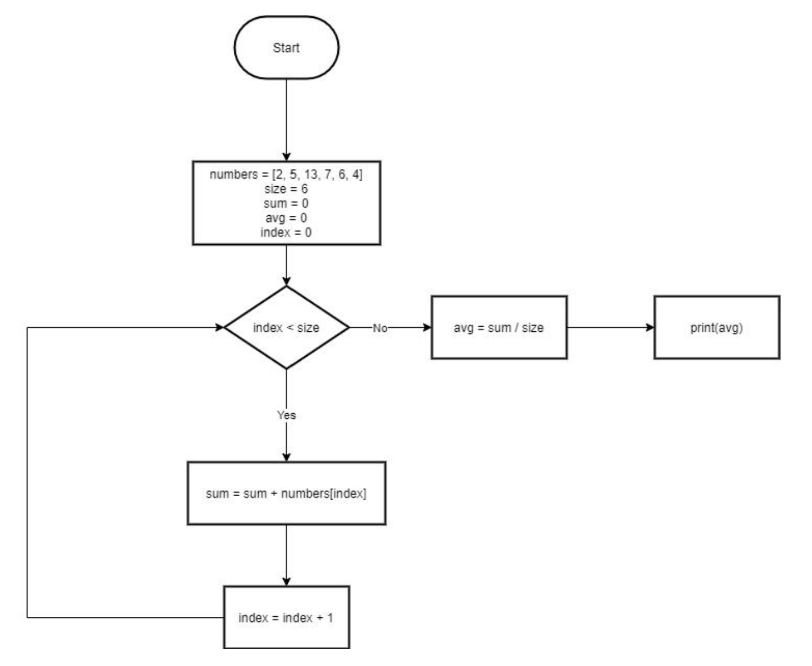 Start
numbers = [2, 5, 13, 7, 6, 4]
size = 6
sum = 0
avg = 0
index = 0
index < size
No
avg = sum / size
print(avg)
Yes
sum = sum + numbers[index]
index = index + 1